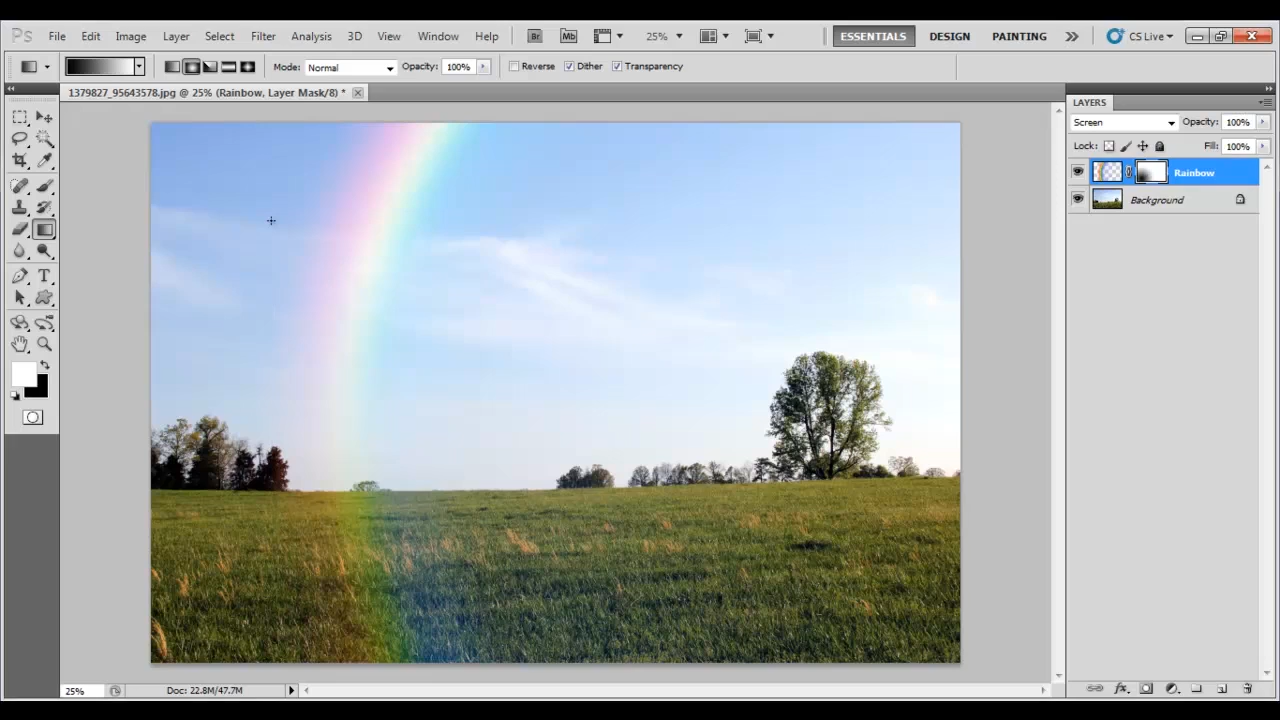 Ps File Edit Image Layer Select Filter Analysis 3D View Window Help Br Mb 25% ESSENTIALS DESIGN PAINTING CS Live
Mode: Normal Opacity: 100% Reverse Dither Transparency
1379827_95643578.jpg @ 25% (Rainbow, Layer Mask/8) *
LAYERS
Screen Opacity: 100%
Lock: Fill: 100%
Rainbow
Background
T
25% Doc: 22.8M/47.7M fx